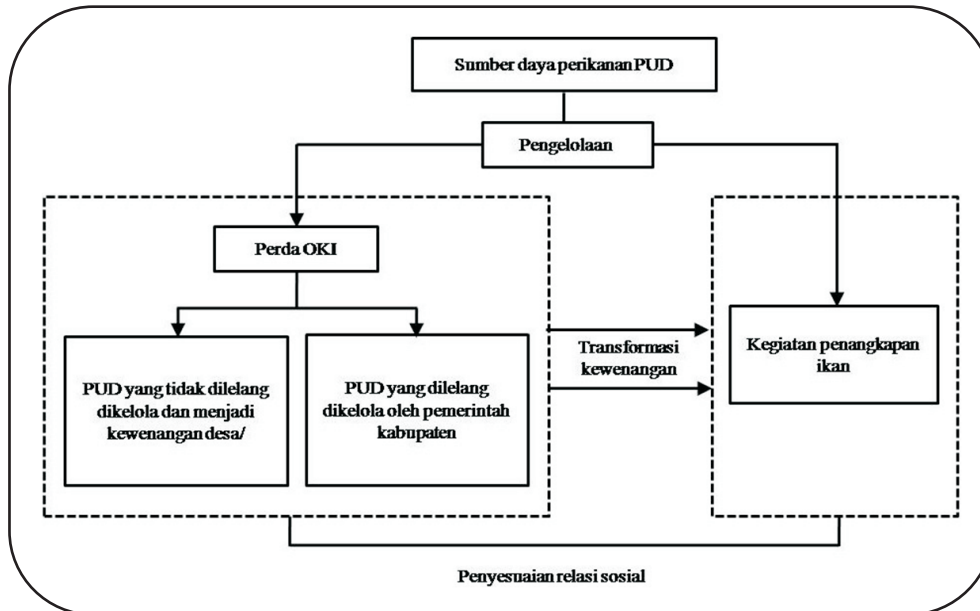 Sumber daya perikanan PUD
Pengelolaan
Perda OKI
PUD yang tidak dilelang
dikelola dan menjadi
kewenangan desa/
PUD yang dilelang
dikelola oleh pemerintah
kabupaten
Transformasi
kewenangan
Kegiatan penangkapan
ikan
Penyesuaian relasi sosial